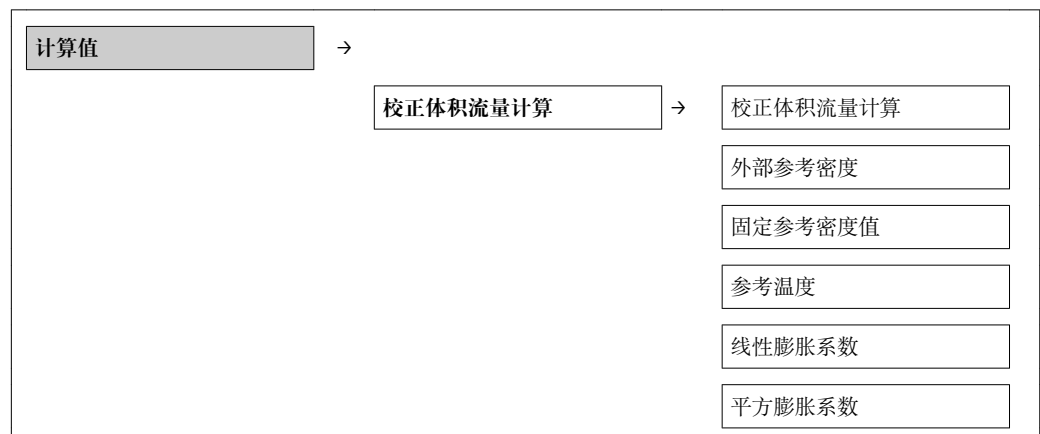 计算值 →
校正体积流量计算 → 校正体积流量计算
外部参考密度
固定参考密度值
参考温度
线性膨胀系数
平方膨胀系数